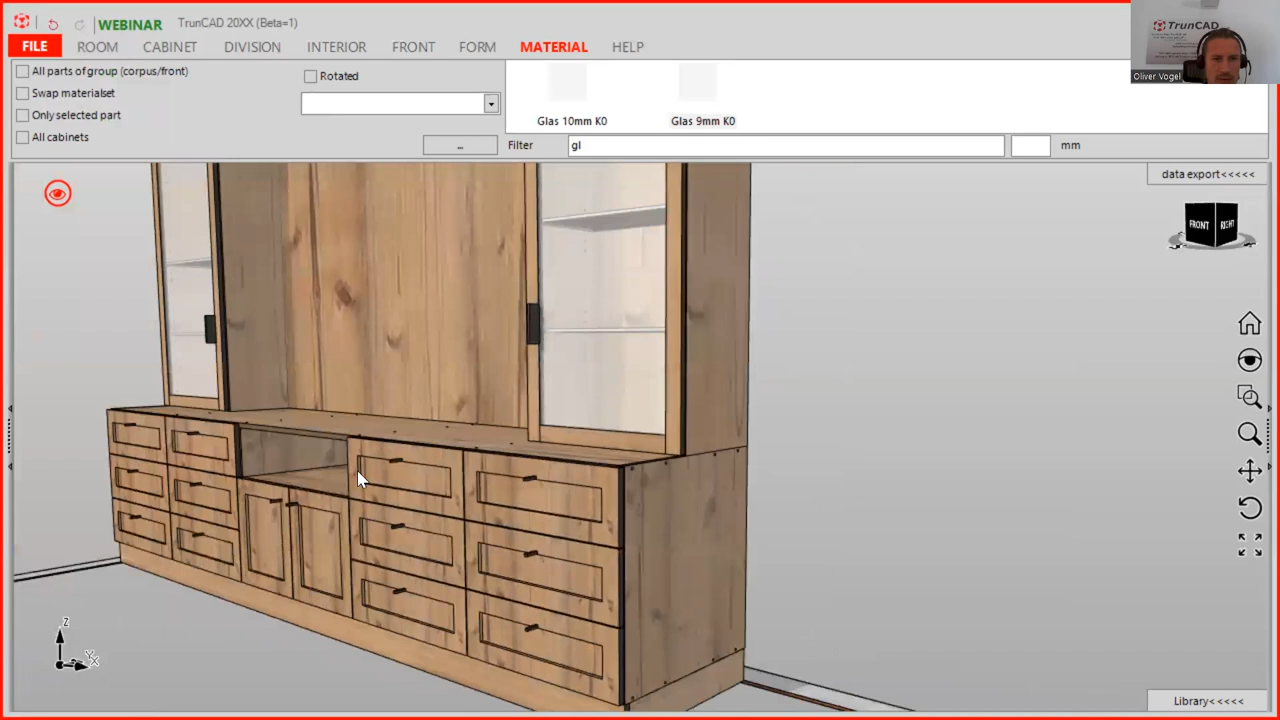 WEBINAR TrunCAD 20XX (Beta=1)
FILE ROOM CABINET DIVISION INTERIOR FRONT FORM MATERIAL HELP
All parts of group (corpus/front)
Rotated
Swap materialset
Only selected part
All cabinets
...
Glas 10mm K0 Glas 9mm K0
Filter gl mm
TrunCAD
Oliver Vogel
data export<<<<<
FRONT RIGHT
Z
Y
X
Library<<<<<